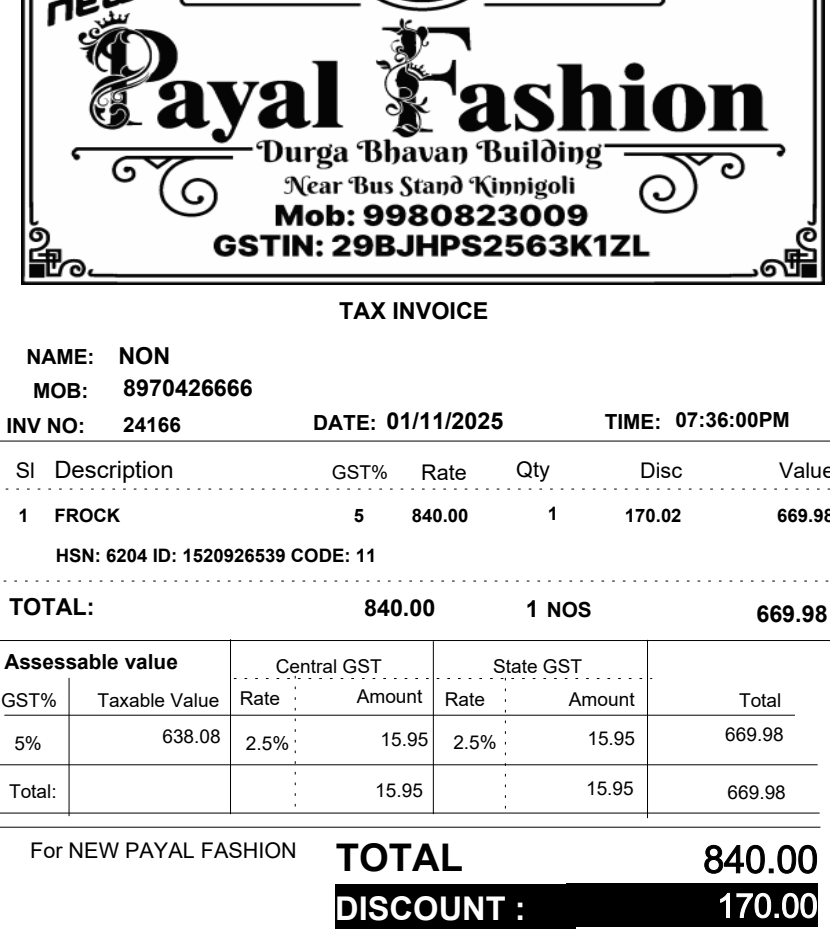 new
Payal Fashion
Durga Bhavan Building
Near Bus Stand Kinnigoli
Mob: 9980823009
GSTIN: 29BJHPS2563K1ZL
TAX INVOICE
NAME: NON
MOB: 8970426666
INV NO: 24166 DATE: 01/11/2025 TIME: 07:36:00PM
Sl Description GST% Rate Qty Disc Value
1 FROCK 5 840.00 1 170.02 669.98
HSN: 6204 ID: 1520926539 CODE: 11
TOTAL: 840.00 1 NOS 669.98
Assessable value Central GST State GST
GST% Taxable Value Rate Amount Rate Amount Total
5% 638.08 2.5% 15.95 2.5% 15.95 669.98
Total: 15.95 15.95 669.98
For NEW PAYAL FASHION TOTAL 840.00
DISCOUNT : 170.00